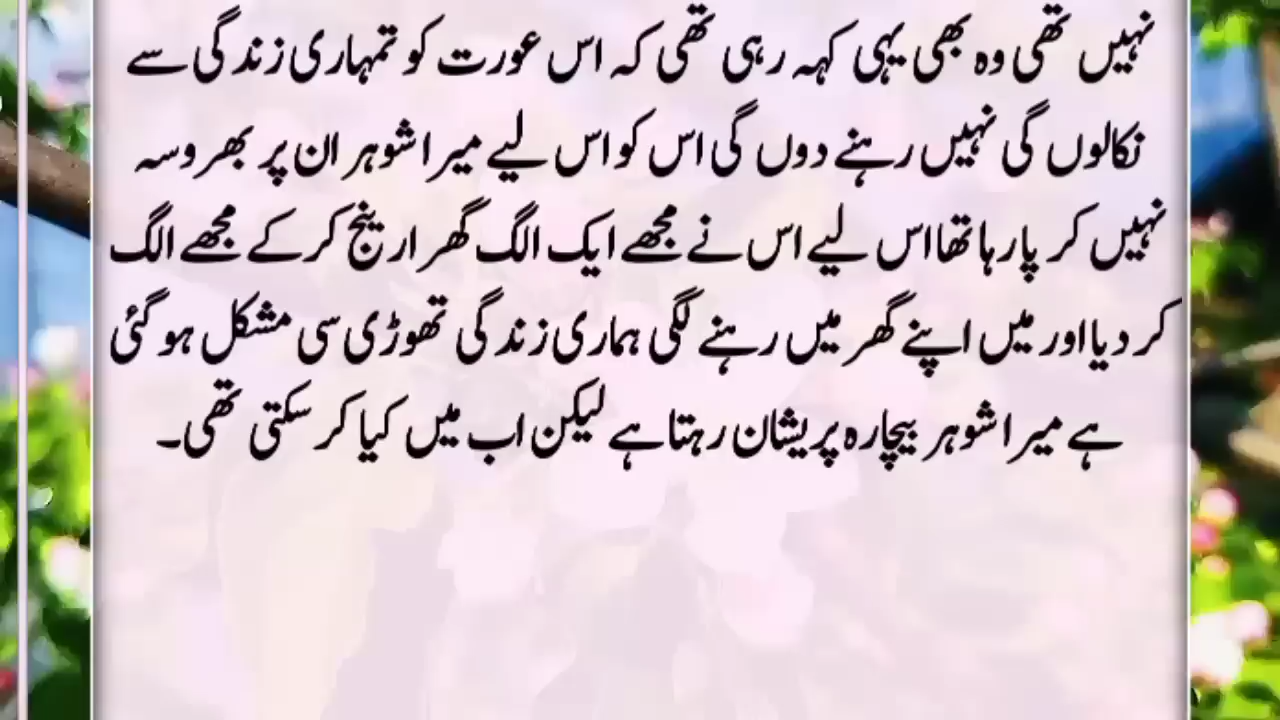 نہیں تھی وہ بھی یہی کہہ رہی تھی کہ اس عورت کو تمہاری زندگی سے
نکالوں گی نہیں رہنے دوں گی اس کو اس لیے میرا شوہر ان پر بھروسہ
نہیں کر پا رہا تھا اس لیے اس نے مجھے ایک الگ گھر ارینج کر کے مجھے الگ
کر دیا اور میں اپنے گھر میں رہنے لگی ہماری زندگی تھوڑی سی مشکل ہو گئی
ہے میرا شوہر بیچارہ پریشان رہتا ہے لیکن اب میں کیا کر سکتی تھی۔